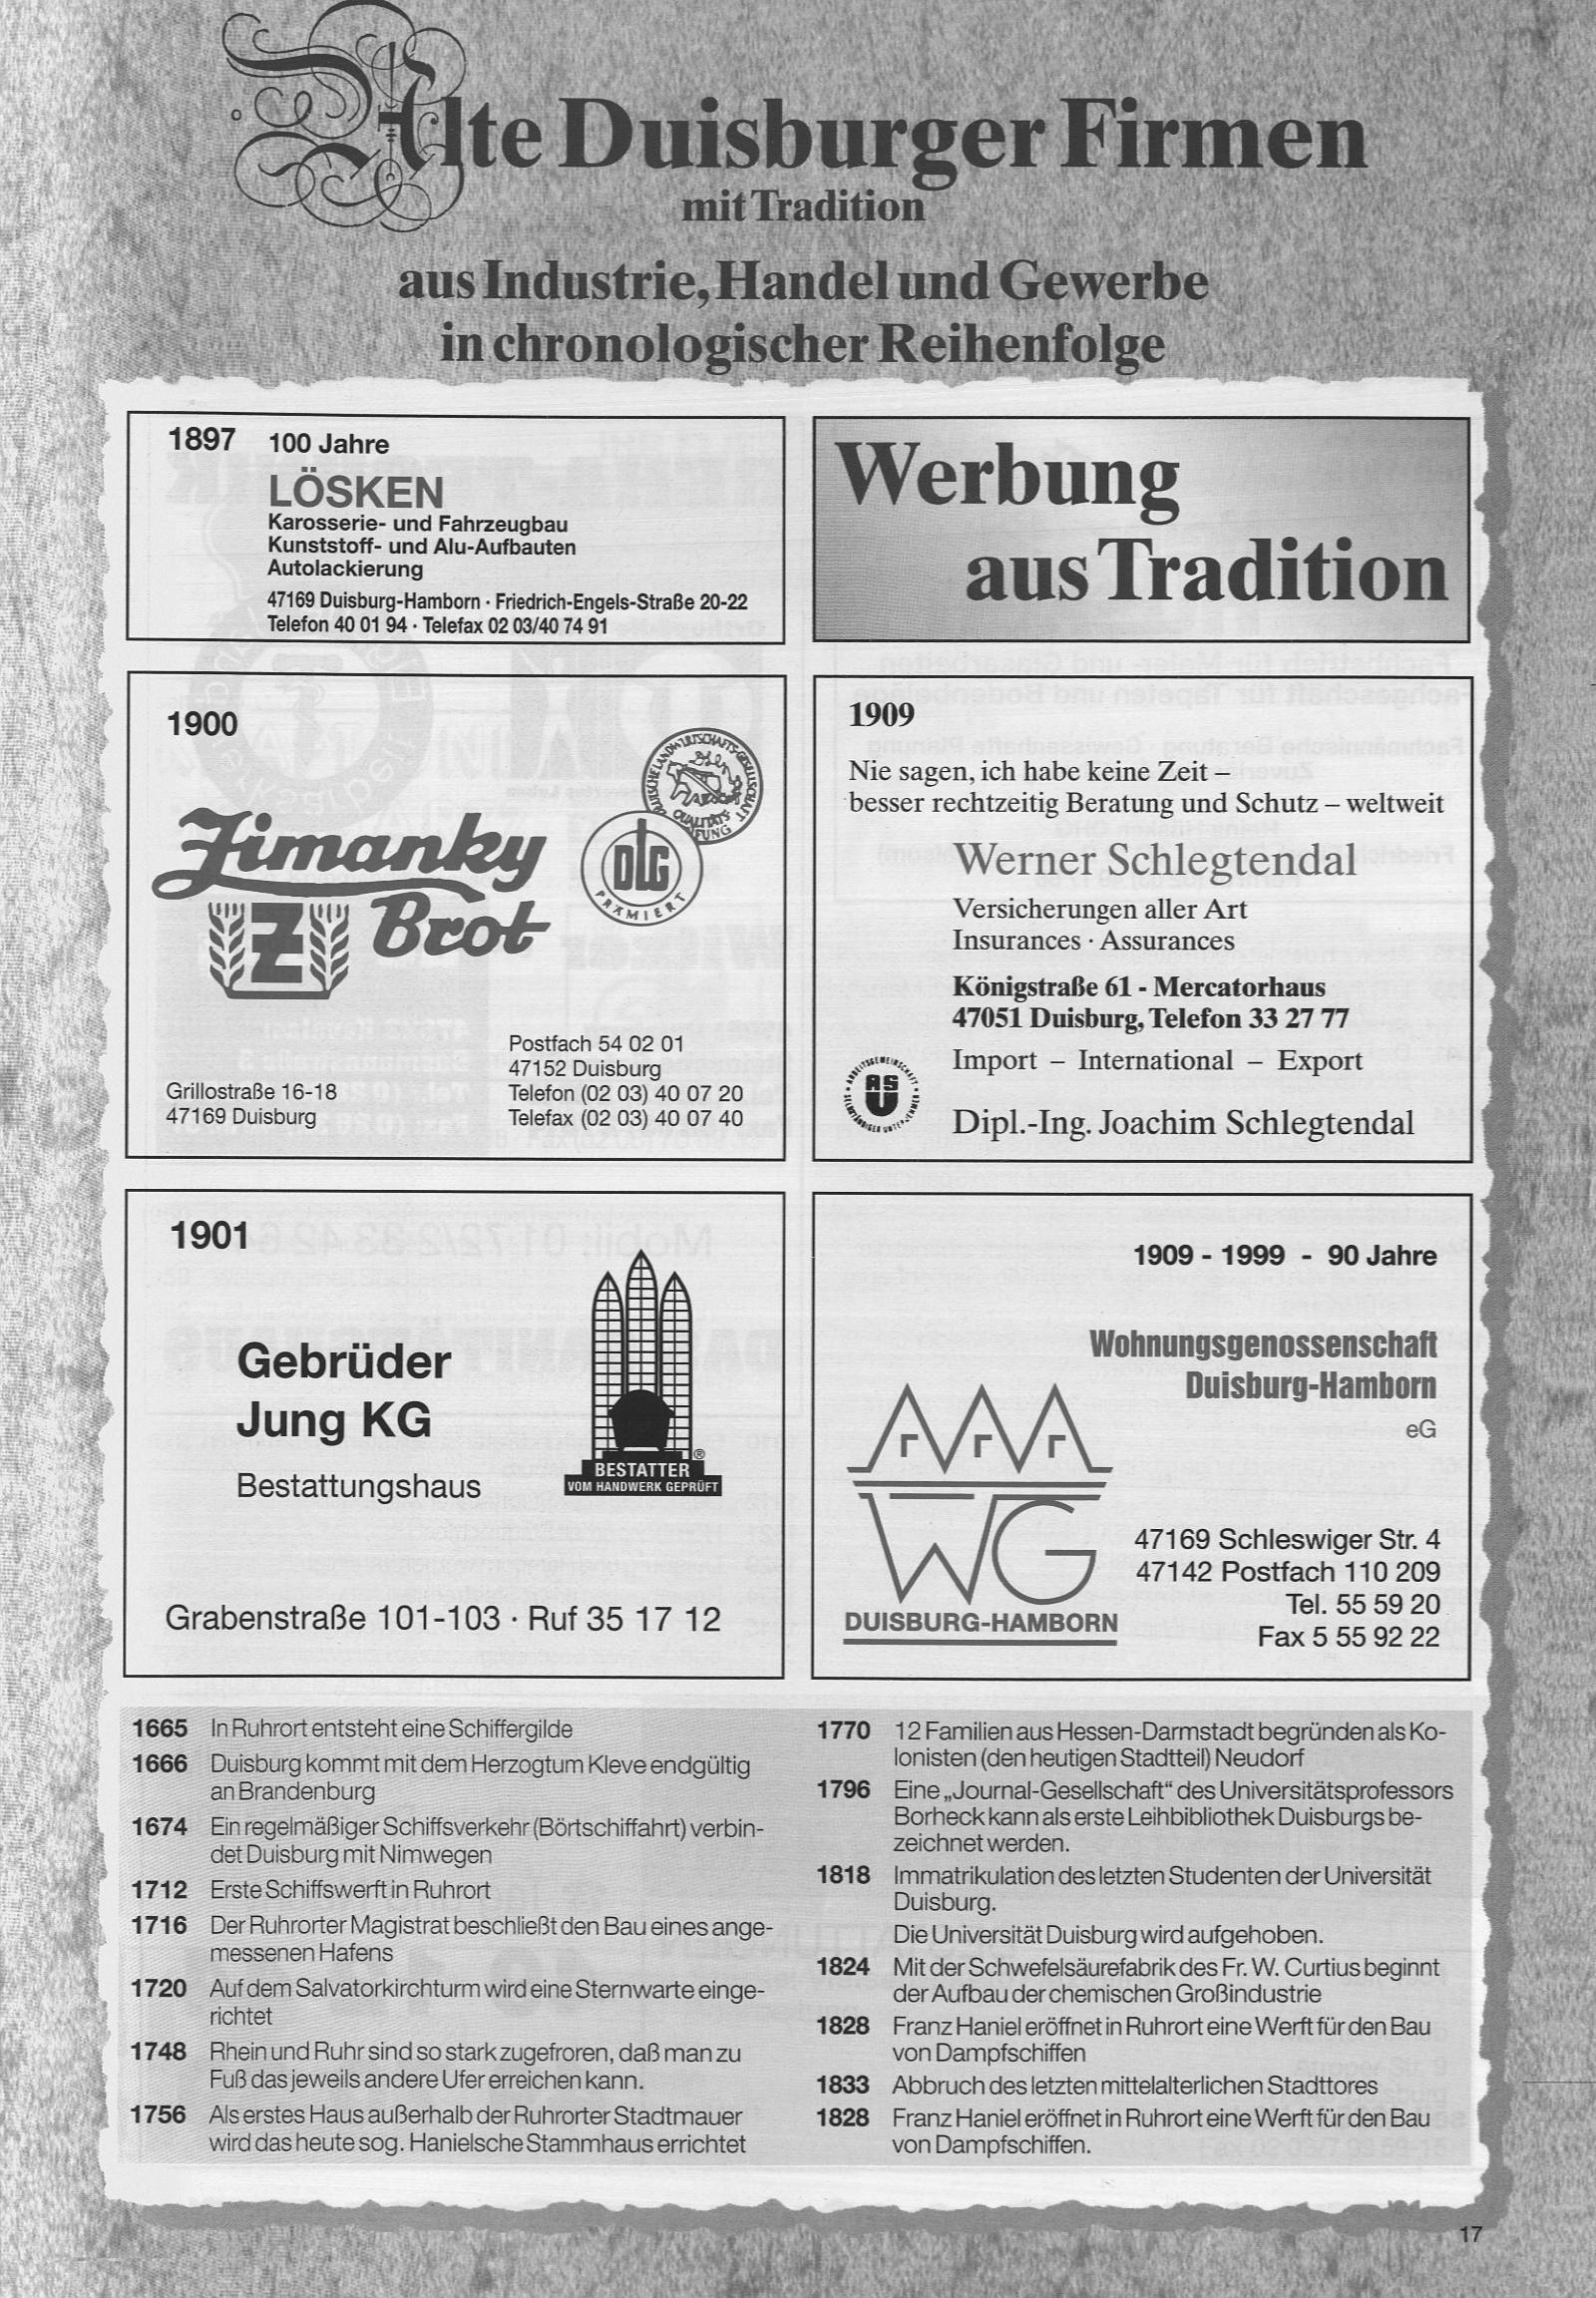 Alte Duisburger Firmen
mit Tradition
aus Industrie, Handel und Gewerbe
in chronologischer Reihenfolge
1897 100 Jahre
LÖSKEN
Karosserie- und Fahrzeugbau
Kunststoff- und Alu-Aufbauten
Autolackierung
47169 Duisburg-Hamborn · Friedrich-Engels-Straße 20-22
Telefon 40 01 94 · Telefax 02 03/40 74 91
Werbung
aus Tradition
1900
DEUTSCHE LANDWIRTSCHAFTS-GESELLSCHAFT
QUALITÄTS-
DLG
PRÄMIERT
Zimanky
Brot
Z
Grillostraße 16-18
47169 Duisburg
Postfach 54 02 01
47152 Duisburg
Telefon (02 03) 40 07 20
Telefax (02 03) 40 07 40
1909
Nie sagen, ich habe keine Zeit –
besser rechtzeitig Beratung und Schutz – weltweit
Werner Schlegtendal
Versicherungen aller Art
Insurances · Assurances
Königstraße 61 - Mercatorhaus
47051 Duisburg, Telefon 33 27 77
Import – International – Export
Dipl.-Ing. Joachim Schlegtendal
ARBEITSGEMEINSCHAFT
ASU
1901
Gebrüder
Jung KG
Bestattungshaus
®
BESTATTER
VOM HANDWERK GEPRÜFT
Grabenstraße 101-103 · Ruf 35 17 12
1909 - 1999 - 90 Jahre
Wohnungsgenossenschaft
Duisburg-Hamborn
eG
WG
DUISBURG-HAMBORN
47169 Schleswiger Str. 4
47142 Postfach 110 209
Tel. 55 59 20
Fax 5 55 92 22
1665 In Ruhrort entsteht eine Schiffergilde
1666 Duisburg kommt mit dem Herzogtum Kleve endgültig
an Brandenburg
1674 Ein regelmäßiger Schiffsverkehr (Börtschiffahrt) verbin-
det Duisburg mit Nimwegen
1712 Erste Schiffswerft in Ruhrort
1716 Der Ruhrorter Magistrat beschließt den Bau eines ange-
messenen Hafens
1720 Auf dem Salvatorkirchturm wird eine Sternwarte einge-
richtet
1748 Rhein und Ruhr sind so stark zugefroren, daß man zu
Fuß das jeweils andere Ufer erreichen kann.
1756 Als erstes Haus außerhalb der Ruhrorter Stadtmauer
wird das heute sog. Hanielsche Stammhaus errichtet
1770 12 Familien aus Hessen-Darmstadt begründen als Ko-
lonisten (den heutigen Stadtteil) Neudorf
1796 Eine „Journal-Gesellschaft“ des Universitätsprofessors
Borheck kann als erste Leihbibliothek Duisburgs be-
zeichnet werden.
1818 Immatrikulation des letzten Studenten der Universität
Duisburg.
Die Universität Duisburg wird aufgehoben.
1824 Mit der Schwefelsäurefabrik des Fr. W. Curtius beginnt
der Aufbau der chemischen Großindustrie
1828 Franz Haniel eröffnet in Ruhrort eine Werft für den Bau
von Dampfschiffen
1833 Abbruch des letzten mittelalterlichen Stadttores
1828 Franz Haniel eröffnet in Ruhrort eine Werft für den Bau
von Dampfschiffen.
17